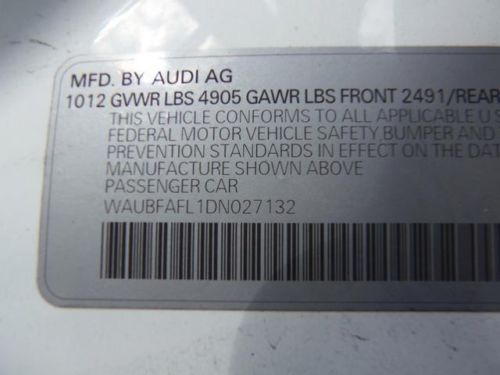 MFD. BY AUDI AG
1012 GVWR LBS 4905 GAWR LBS FRONT 2491/REAR
THIS VEHICLE CONFORMS TO ALL APPLICABLE U S
FEDERAL MOTOR VEHICLE SAFETY, BUMPER AND
PREVENTION STANDARDS IN EFFECT ON THE DATE
MANUFACTURE SHOWN ABOVE
PASSENGER CAR
WAUBFAFL1DN027132